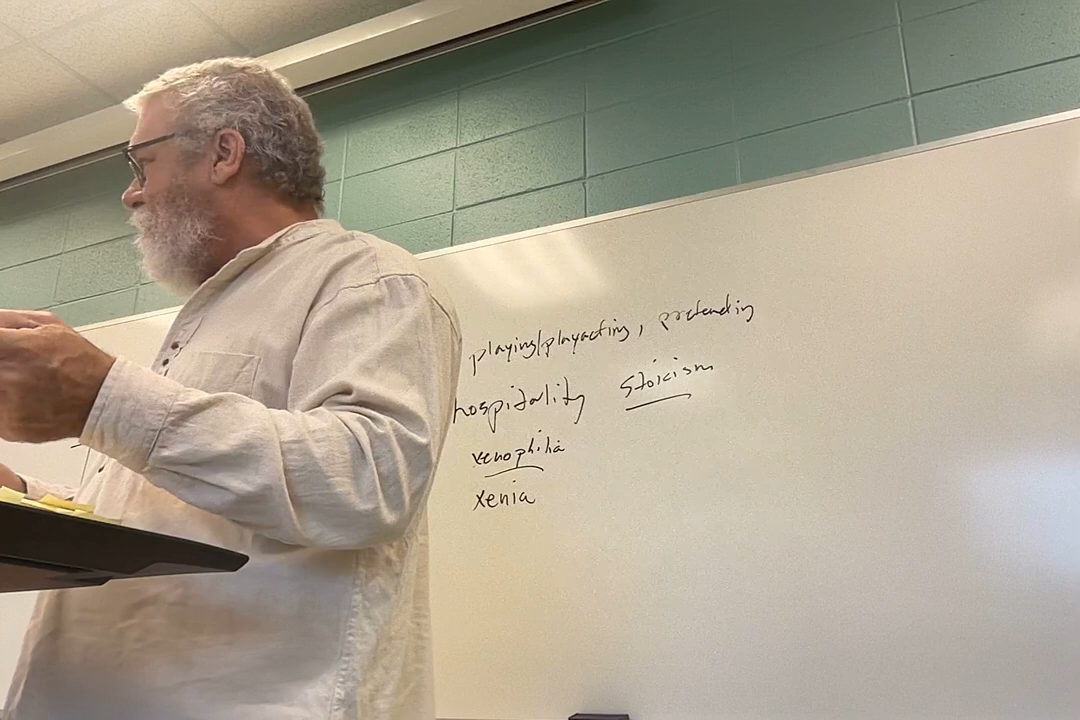 playing/playacting, pretending
hospitality stoicism
xenophilia
xenia